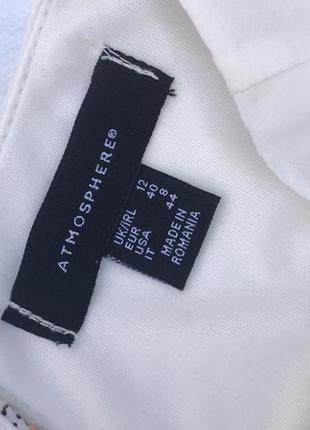 ATMOSPHERE®
UK/IRL 12
EUR 40
USA 8
IT 44
MADE IN
ROMANIA